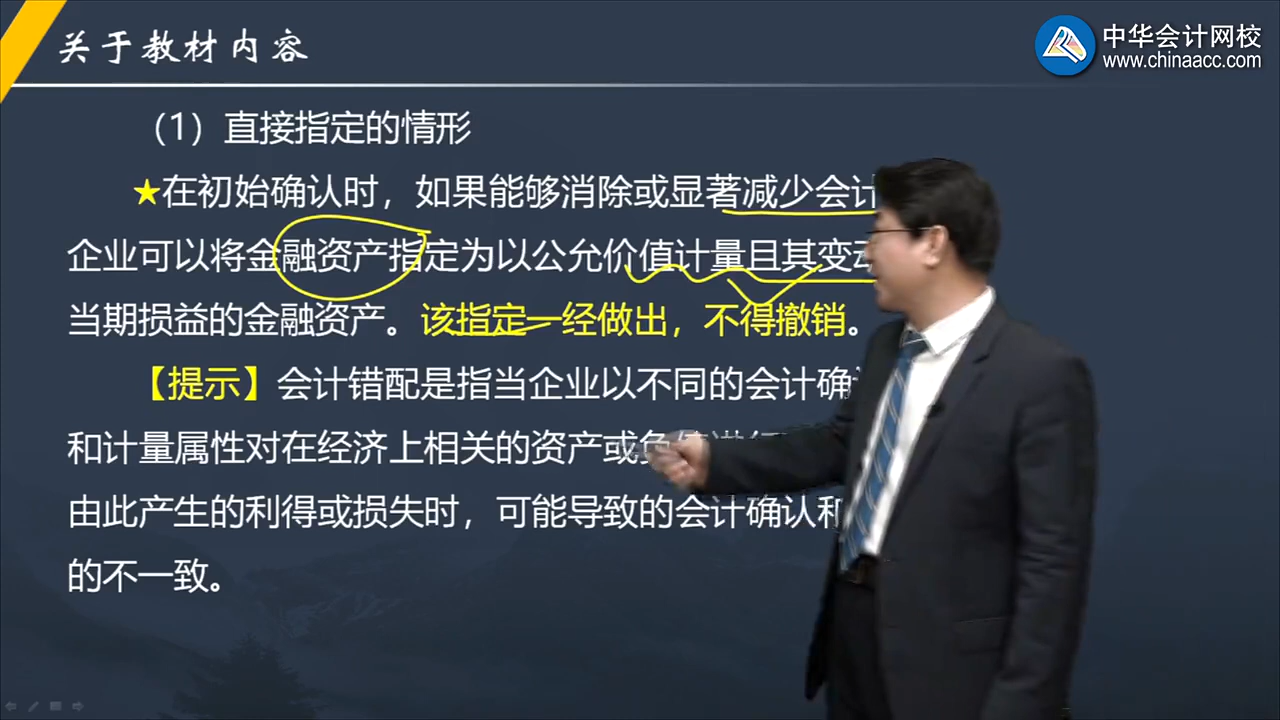 关于教材内容
中华会计网校
www.chinaacc.com
（1）直接指定的情形
★在初始确认时，如果能够消除或显著减少会计
企业可以将金融资产指定为以公允价值计量且其变动
当期损益的金融资产。该指定一经做出，不得撤销。
【提示】会计错配是指当企业以不同的会计确认
和计量属性对在经济上相关的资产或负债进行
由此产生的利得或损失时，可能导致的会计确认和
的不一致。